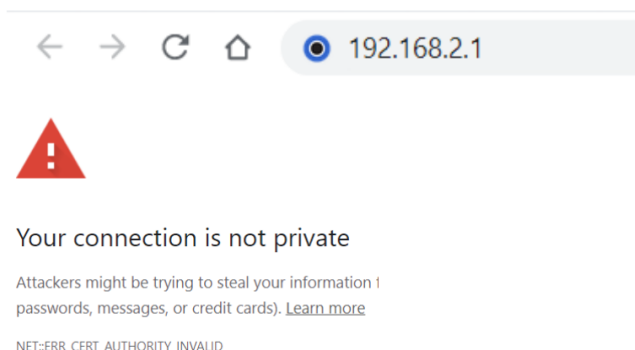 192.168.2.1
Your connection is not private
Attackers might be trying to steal your information
passwords, messages, or credit cards). Learn more
NET::ERR_CERT_AUTHORITY_INVALID